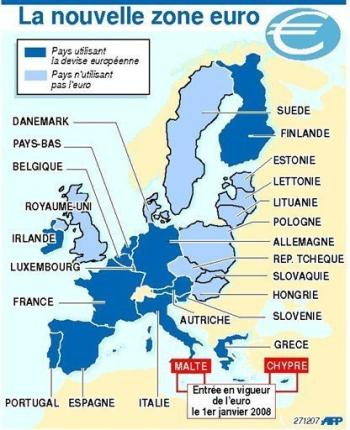 La nouvelle zone euro
€
Pays utilisant
la devise européenne
Pays n'utilisant
pas l'euro
DANEMARK
PAYS-BAS
BELGIQUE
ROYAUME-UNI
IRLANDE
LUXEMBOURG
FRANCE
PORTUGAL
ESPAGNE
ITALIE
SUEDE
FINLANDE
ESTONIE
LETTONIE
LITUANIE
POLOGNE
ALLEMAGNE
REP. TCHEQUE
SLOVAQUIE
HONGRIE
SLOVENIE
AUTRICHE
GRECE
MALTE
CHYPRE
Entrée en vigueur
de l'euro
le 1er janvier 2008
271207 AFP